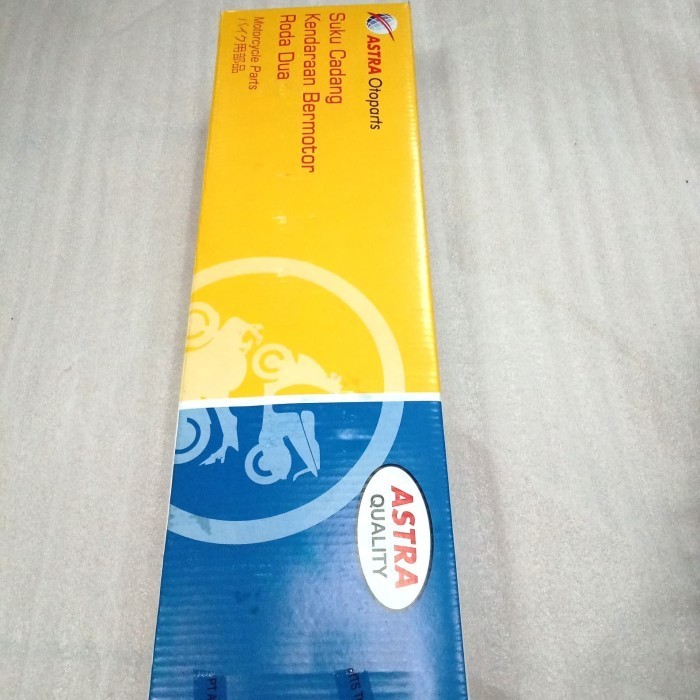 ASTRA Otoparts
Suku Cadang
Kendaraan Bermotor
Roda Dua
Motorcycle Parts
バイク用部品
ASTRA
QUALITY